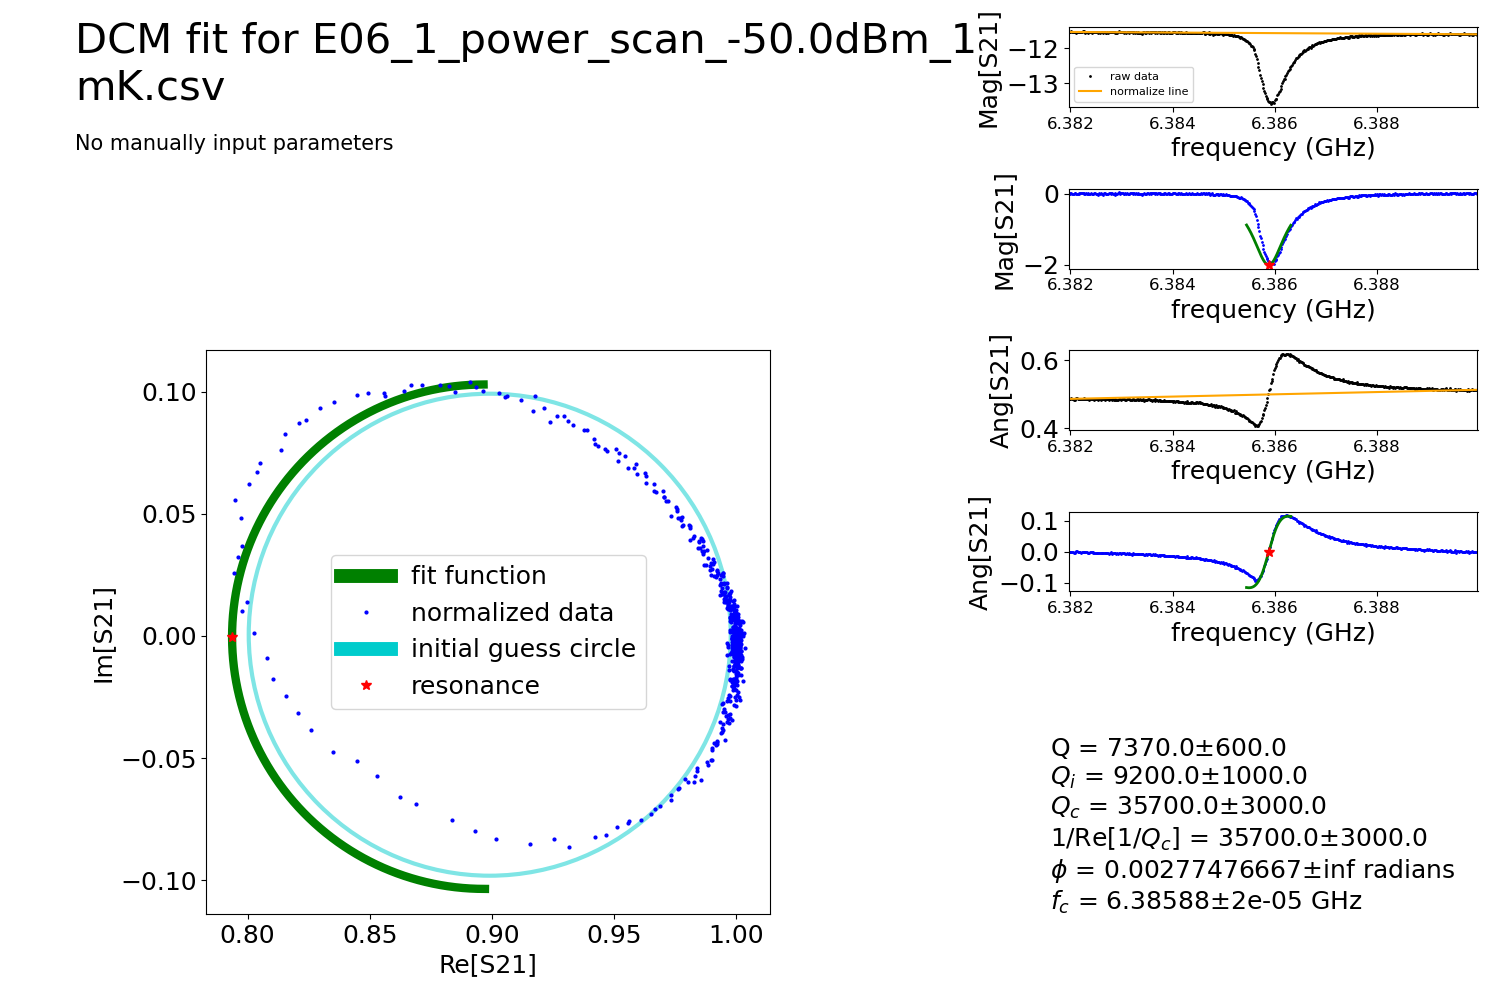 DCM fit for E06_1_power_scan_-50.0dBm_1
mK.csv
No manually input parameters
Mag[S21]
−12
−13
raw data
normalize line
6.382
6.384
6.386
6.388
frequency (GHz)
Mag[S21]
0
−2
6.382
6.384
6.386
6.388
frequency (GHz)
Ang[S21]
0.6
0.4
6.382
6.384
6.386
6.388
frequency (GHz)
Ang[S21]
0.1
0.0
−0.1
6.382
6.384
6.386
6.388
frequency (GHz)
Im[S21]
0.10
0.05
0.00
−0.05
−0.10
fit function
normalized data
initial guess circle
resonance
0.80
0.85
0.90
0.95
1.00
Re[S21]
Q = 7370.0±600.0
Qi = 9200.0±1000.0
Qc = 35700.0±3000.0
1/Re[1/Qc] = 35700.0±3000.0
ϕ = 0.00277476667±inf radians
fc = 6.38588±2e-05 GHz